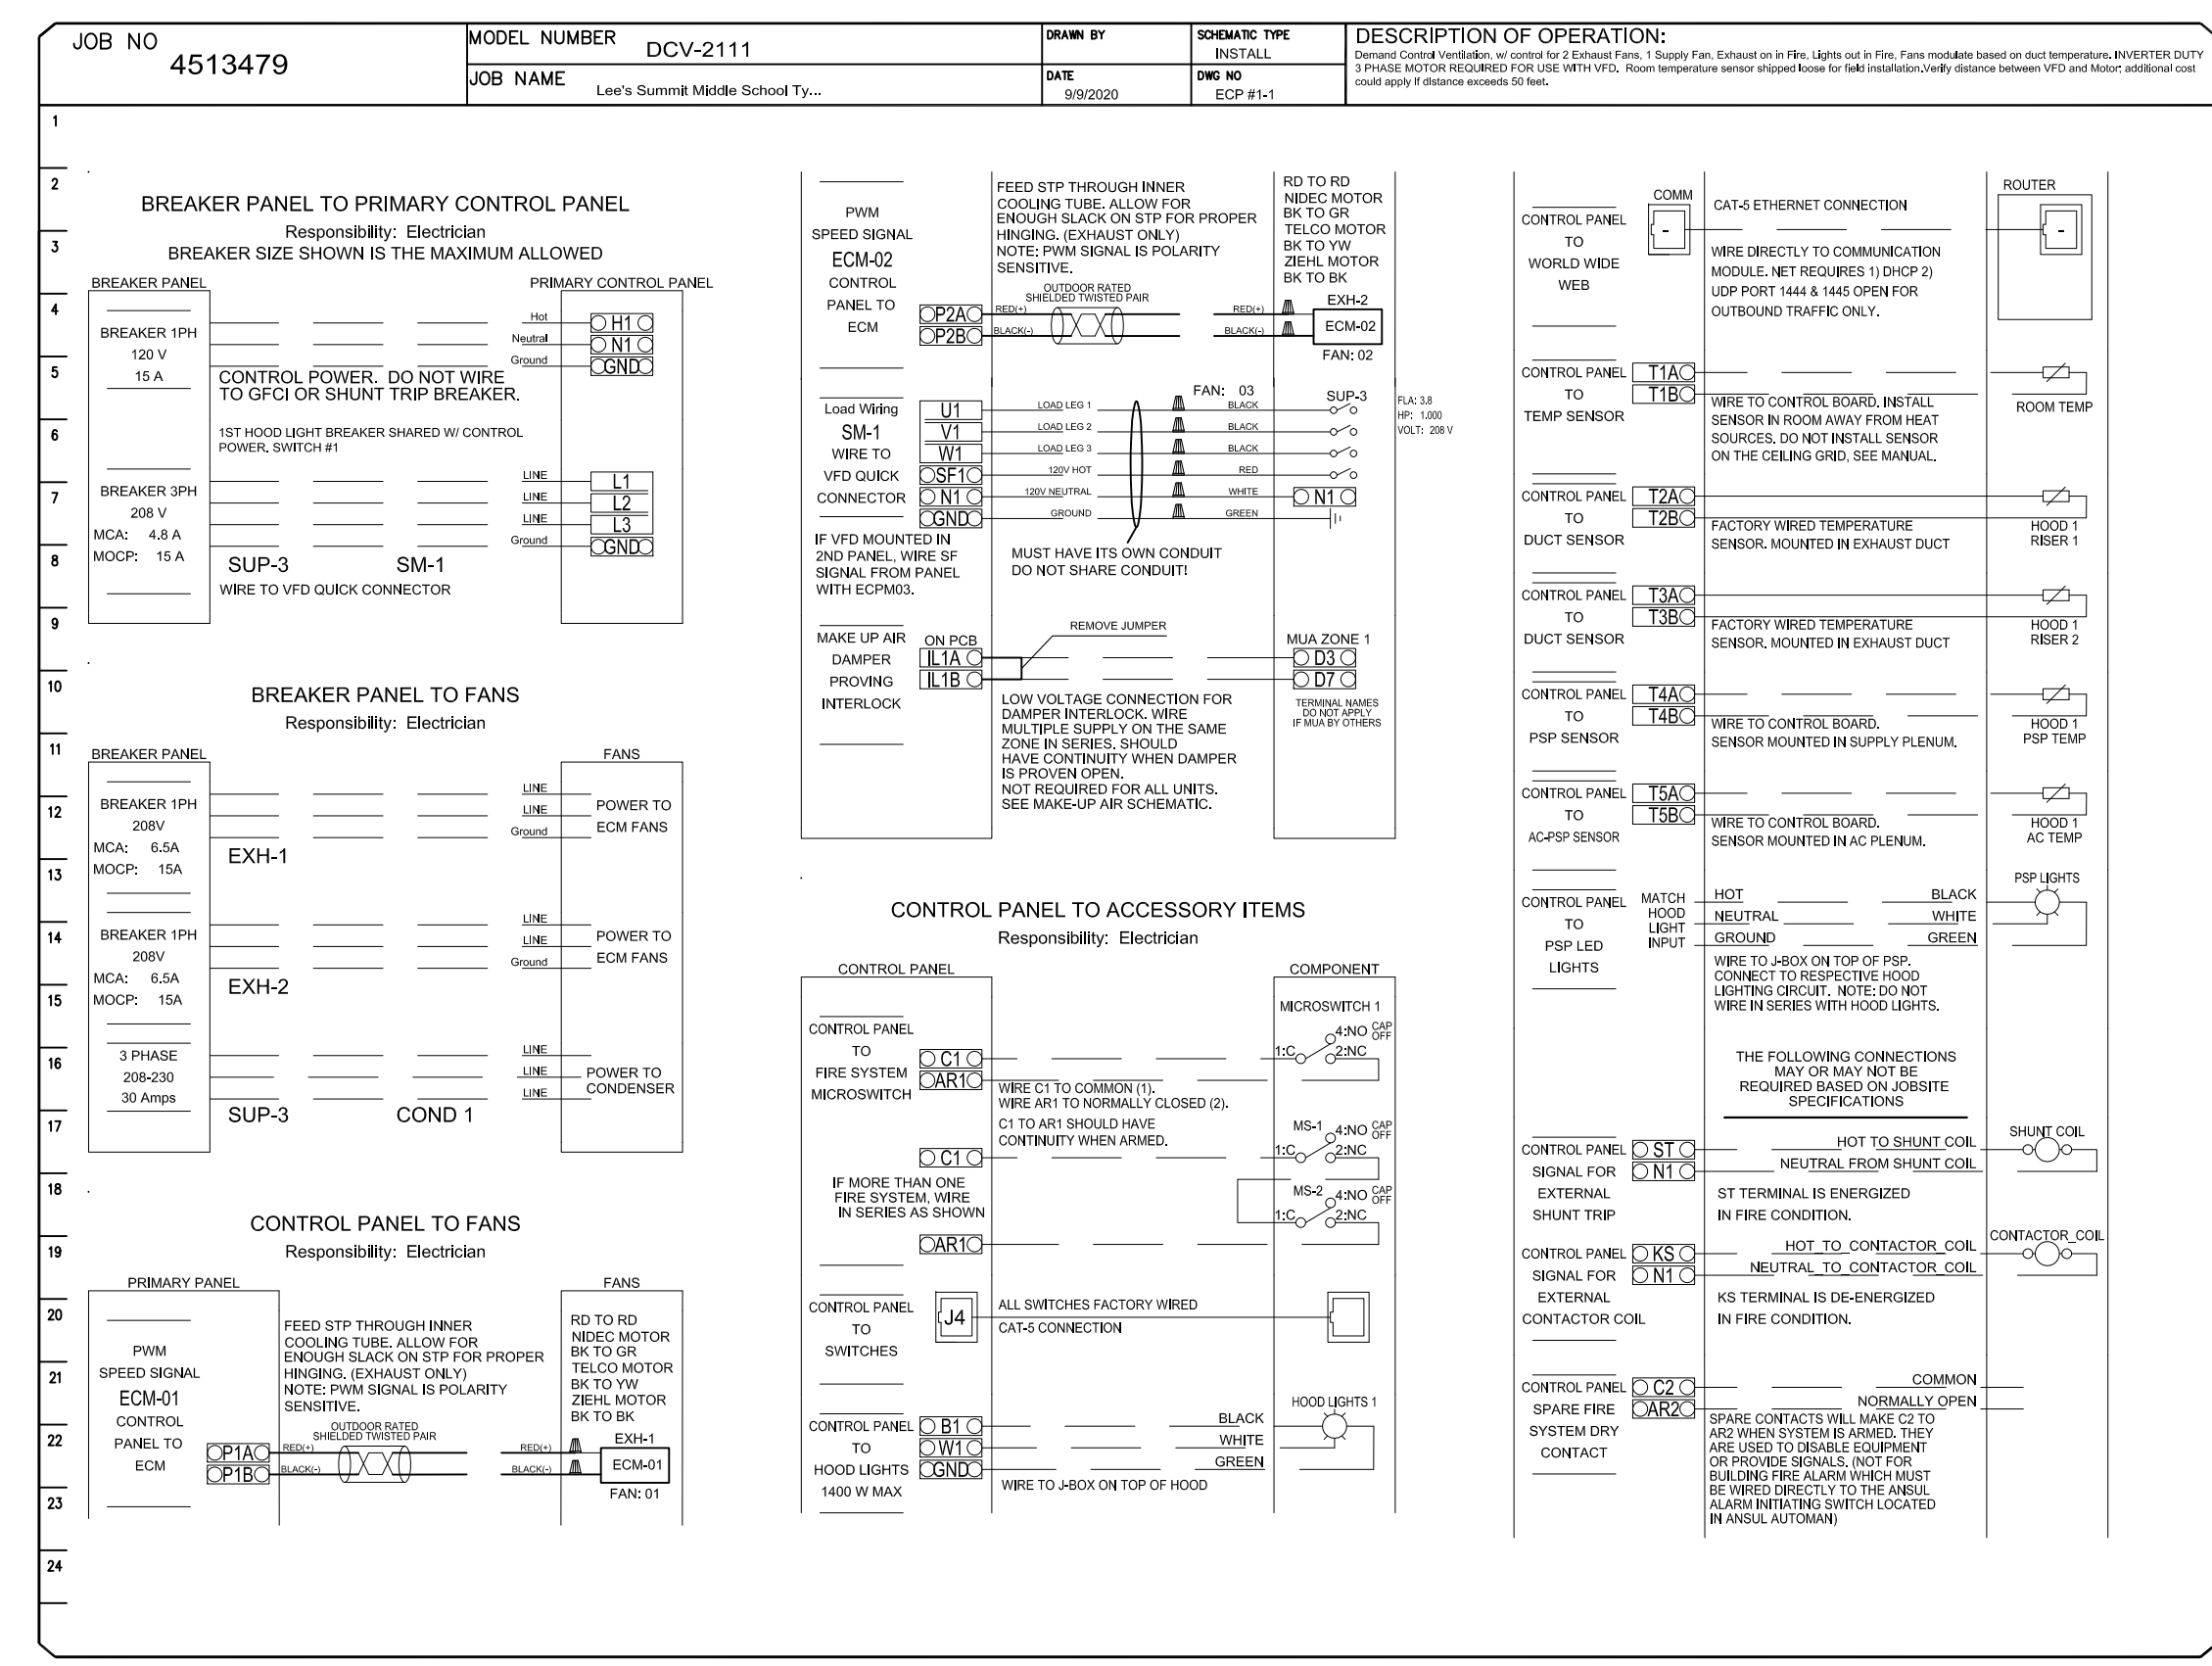 JOB NO
4513479
MODEL NUMBER
DCV-2111
JOB NAME
Lee's Summit Middle School Ty...
DRAWN BY
DATE
9/9/2020
SCHEMATIC TYPE
INSTALL
DWG NO
ECP #1-1
DESCRIPTION OF OPERATION:
Demand Control Ventilation, w/ control for 2 Exhaust Fans, 1 Supply Fan, Exhaust on in Fire, Lights out in Fire, Fans modulate based on duct temperature. INVERTER DUTY
3 PHASE MOTOR REQUIRED FOR USE WITH VFD. Room temperature sensor shipped loose for field installation.Verify distance between VFD and Motor; additional cost
could apply if distance exceeds 50 feet.
1
2
3
4
5
6
7
8
9
10
11
12
13
14
15
16
17
18
19
20
21
22
23
24
BREAKER PANEL TO PRIMARY CONTROL PANEL
Responsibility: Electrician
BREAKER SIZE SHOWN IS THE MAXIMUM ALLOWED
BREAKER PANEL
PRIMARY CONTROL PANEL
BREAKER 1PH
120 V
15 A
Hot
H1
Neutral
N1
Ground
GND
CONTROL POWER. DO NOT WIRE
TO GFCI OR SHUNT TRIP BREAKER.
1ST HOOD LIGHT BREAKER SHARED W/ CONTROL
POWER. SWITCH #1
BREAKER 3PH
208 V
MCA: 4.8 A
MOCP: 15 A
LINE
L1
LINE
L2
LINE
L3
Ground
GND
SUP-3
SM-1
WIRE TO VFD QUICK CONNECTOR
BREAKER PANEL TO FANS
Responsibility: Electrician
BREAKER PANEL
FANS
BREAKER 1PH
208V
MCA: 6.5A
MOCP: 15A
LINE
LINE
Ground
POWER TO
ECM FANS
EXH-1
BREAKER 1PH
208V
MCA: 6.5A
MOCP: 15A
LINE
LINE
Ground
POWER TO
ECM FANS
EXH-2
3 PHASE
208-230
30 Amps
LINE
LINE
LINE
POWER TO
CONDENSER
SUP-3
COND 1
CONTROL PANEL TO FANS
Responsibility: Electrician
PRIMARY PANEL
FANS
PWM
SPEED SIGNAL
ECM-01
CONTROL
PANEL TO
ECM
FEED STP THROUGH INNER
COOLING TUBE. ALLOW FOR
ENOUGH SLACK ON STP FOR PROPER
HINGING. (EXHAUST ONLY)
NOTE: PWM SIGNAL IS POLARITY
SENSITIVE.
RD TO RD
NIDEC MOTOR
BK TO GR
TELCO MOTOR
BK TO YW
ZIEHL MOTOR
BK TO BK
OUTDOOR RATED
SHIELDED TWISTED PAIR
P1A
RED(+)
RED(+)
P1B
BLACK(-)
BLACK(-)
EXH-1
ECM-01
FAN: 01
PWM
SPEED SIGNAL
ECM-02
CONTROL
PANEL TO
ECM
FEED STP THROUGH INNER
COOLING TUBE. ALLOW FOR
ENOUGH SLACK ON STP FOR PROPER
HINGING. (EXHAUST ONLY)
NOTE: PWM SIGNAL IS POLARITY
SENSITIVE.
RD TO RD
NIDEC MOTOR
BK TO GR
TELCO MOTOR
BK TO YW
ZIEHL MOTOR
BK TO BK
OUTDOOR RATED
SHIELDED TWISTED PAIR
P2A
RED(+)
RED(+)
P2B
BLACK(-)
BLACK(-)
EXH-2
ECM-02
FAN: 02
Load Wiring
SM-1
WIRE TO
VFD QUICK
CONNECTOR
FAN: 03
SUP-3
FLA: 3.8
HP: 1.000
VOLT: 208 V
U1
LOAD LEG 1
BLACK
V1
LOAD LEG 2
BLACK
W1
LOAD LEG 3
BLACK
SF1
120V HOT
RED
N1
120V NEUTRAL
WHITE
N1
GND
GROUND
GREEN
IF VFD MOUNTED IN
2ND PANEL, WIRE SF
SIGNAL FROM PANEL
WITH ECPM03.
MUST HAVE ITS OWN CONDUIT
DO NOT SHARE CONDUIT!
MAKE UP AIR
DAMPER
PROVING
INTERLOCK
ON PCB
IL1A
IL1B
REMOVE JUMPER
MUA ZONE 1
D3
D7
LOW VOLTAGE CONNECTION FOR
DAMPER INTERLOCK. WIRE
MULTIPLE SUPPLY ON THE SAME
ZONE IN SERIES. SHOULD
HAVE CONTINUITY WHEN DAMPER
IS PROVEN OPEN.
NOT REQUIRED FOR ALL UNITS.
SEE MAKE-UP AIR SCHEMATIC.
TERMINAL NAMES
DO NOT APPLY
IF MUA BY OTHERS
CONTROL PANEL TO ACCESSORY ITEMS
Responsibility: Electrician
CONTROL PANEL
COMPONENT
CONTROL PANEL
TO
FIRE SYSTEM
MICROSWITCH
MICROSWITCH 1
4:NO
CAP
OFF
1:C
2:NC
C1
AR1
WIRE C1 TO COMMON (1).
WIRE AR1 TO NORMALLY CLOSED (2).
C1 TO AR1 SHOULD HAVE
CONTINUITY WHEN ARMED.
MS-1
4:NO
CAP
OFF
1:C
2:NC
C1
IF MORE THAN ONE
FIRE SYSTEM, WIRE
IN SERIES AS SHOWN
MS-2
4:NO
CAP
OFF
1:C
2:NC
AR1
CONTROL PANEL
TO
SWITCHES
J4
ALL SWITCHES FACTORY WIRED
CAT-5 CONNECTION
CONTROL PANEL
TO
HOOD LIGHTS
1400 W MAX
B1
BLACK
W1
WHITE
GND
GREEN
HOOD LIGHTS 1
WIRE TO J-BOX ON TOP OF HOOD
CONTROL PANEL
TO
WORLD WIDE
WEB
COMM
-
CAT-5 ETHERNET CONNECTION
ROUTER
-
WIRE DIRECTLY TO COMMUNICATION
MODULE. NET REQUIRES 1) DHCP 2)
UDP PORT 1444 & 1445 OPEN FOR
OUTBOUND TRAFFIC ONLY.
CONTROL PANEL
TO
TEMP SENSOR
T1A
T1B
WIRE TO CONTROL BOARD. INSTALL
SENSOR IN ROOM AWAY FROM HEAT
SOURCES. DO NOT INSTALL SENSOR
ON THE CEILING GRID, SEE MANUAL.
ROOM TEMP
CONTROL PANEL
TO
DUCT SENSOR
T2A
T2B
FACTORY WIRED TEMPERATURE
SENSOR. MOUNTED IN EXHAUST DUCT
HOOD 1
RISER 1
CONTROL PANEL
TO
DUCT SENSOR
T3A
T3B
FACTORY WIRED TEMPERATURE
SENSOR. MOUNTED IN EXHAUST DUCT
HOOD 1
RISER 2
CONTROL PANEL
TO
PSP SENSOR
T4A
T4B
WIRE TO CONTROL BOARD.
SENSOR MOUNTED IN SUPPLY PLENUM.
HOOD 1
PSP TEMP
CONTROL PANEL
TO
AC-PSP SENSOR
T5A
T5B
WIRE TO CONTROL BOARD.
SENSOR MOUNTED IN AC PLENUM.
HOOD 1
AC TEMP
CONTROL PANEL
TO
PSP LED
LIGHTS
MATCH
HOOD
LIGHT
INPUT
HOT
BLACK
NEUTRAL
WHITE
GROUND
GREEN
PSP LIGHTS
WIRE TO J-BOX ON TOP OF PSP.
CONNECT TO RESPECTIVE HOOD
LIGHTING CIRCUIT. NOTE: DO NOT
WIRE IN SERIES WITH HOOD LIGHTS.
THE FOLLOWING CONNECTIONS
MAY OR MAY NOT BE
REQUIRED BASED ON JOBSITE
SPECIFICATIONS
CONTROL PANEL
SIGNAL FOR
EXTERNAL
SHUNT TRIP
ST
HOT TO SHUNT COIL
N1
NEUTRAL FROM SHUNT COIL
SHUNT COIL
ST TERMINAL IS ENERGIZED
IN FIRE CONDITION.
CONTROL PANEL
SIGNAL FOR
EXTERNAL
CONTACTOR COIL
KS
HOT_TO_CONTACTOR_COIL
N1
NEUTRAL_TO_CONTACTOR_COIL
CONTACTOR_COIL
KS TERMINAL IS DE-ENERGIZED
IN FIRE CONDITION.
CONTROL PANEL
SPARE FIRE
SYSTEM DRY
CONTACT
C2
COMMON
AR2
NORMALLY OPEN
SPARE CONTACTS WILL MAKE C2 TO
AR2 WHEN SYSTEM IS ARMED. THEY
ARE USED TO DISABLE EQUIPMENT
OR PROVIDE SIGNALS. (NOT FOR
BUILDING FIRE ALARM WHICH MUST
BE WIRED DIRECTLY TO THE ANSUL
ALARM INITIATING SWITCH LOCATED
IN ANSUL AUTOMAN)